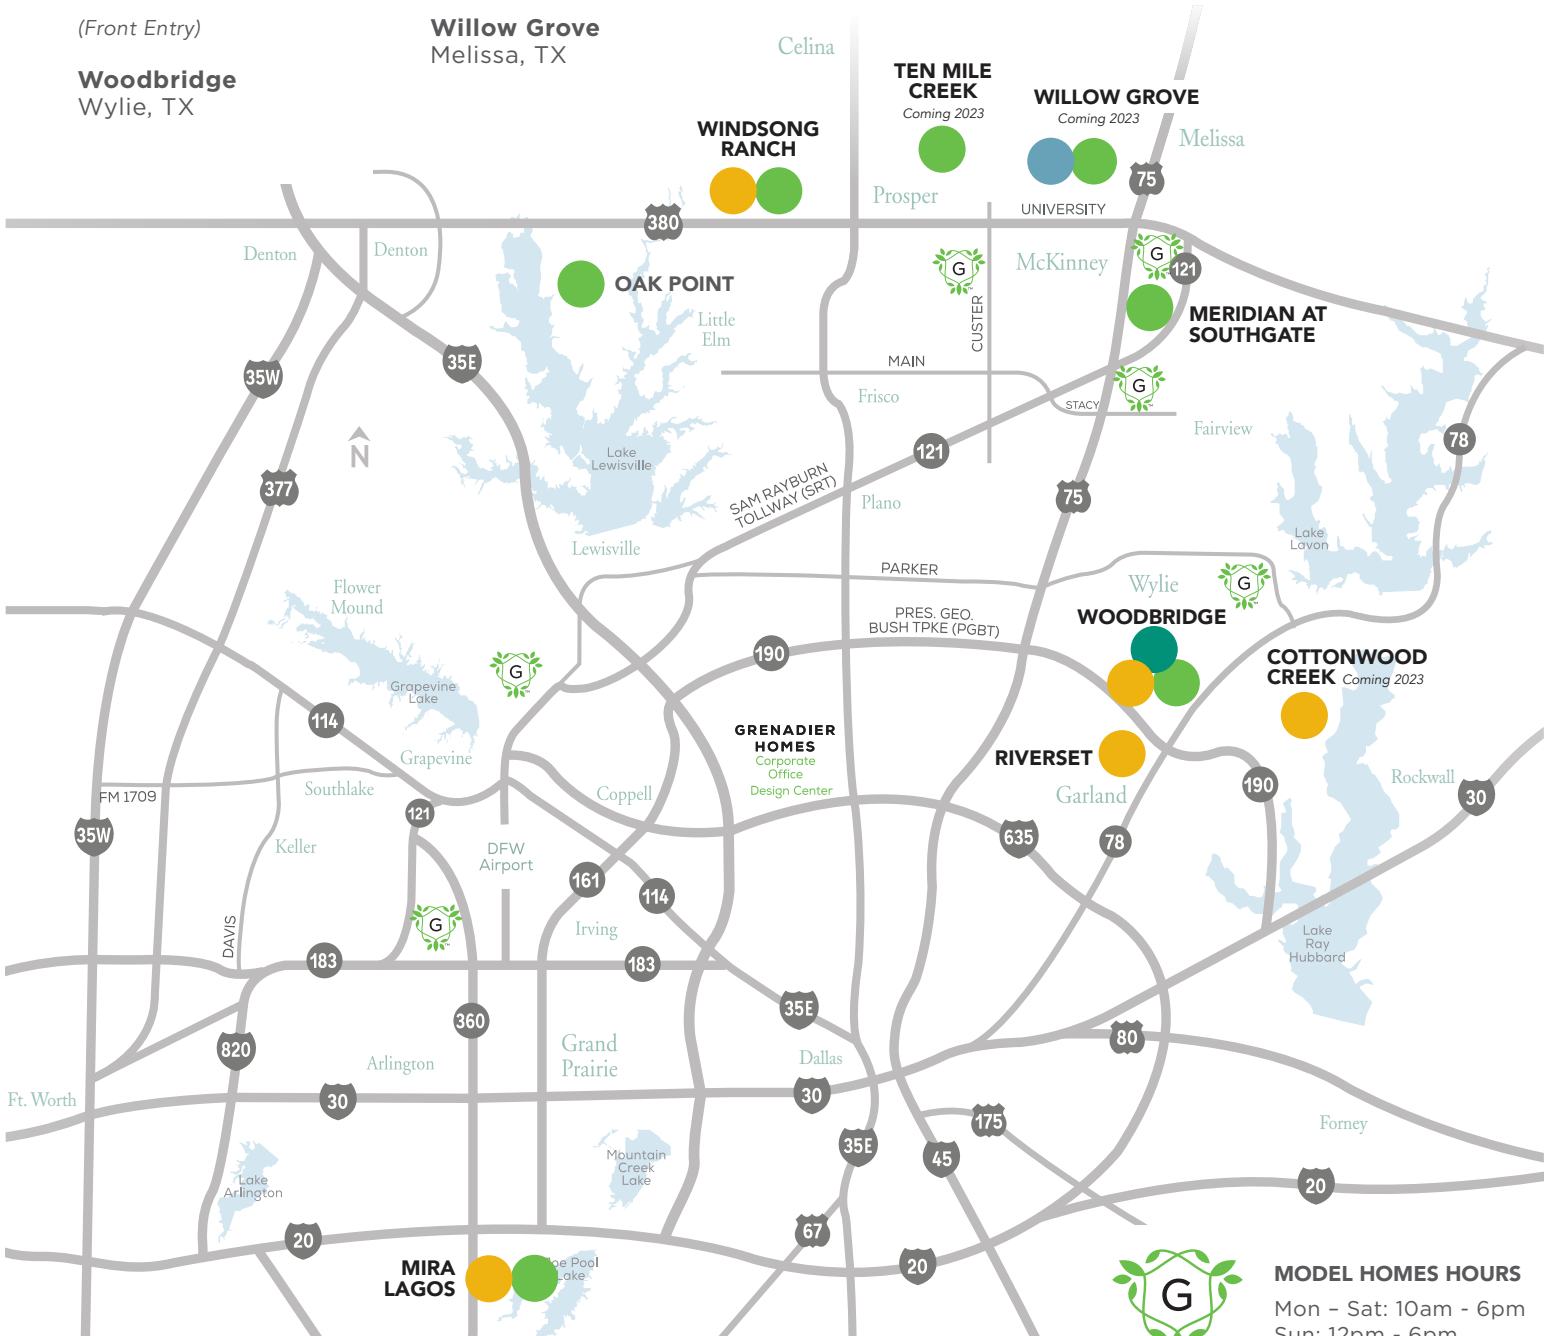 (Front Entry)
Woodbridge
Wylie, TX
Willow Grove
Melissa, TX
Celina
TEN MILE
CREEK
Coming 2023
WILLOW GROVE
Coming 2023
WINDSONG
RANCH
Melissa
75
Prosper
UNIVERSITY
380
Denton
Denton
G
McKinney
G
121
OAK POINT
CUSTER
MERIDIAN AT
SOUTHGATE
Little
Elm
35W
35E
MAIN
G
Frisco
STACY
Fairview
N
Lake
Lewisville
121
78
377
SAM RAYBURN
TOLLWAY (SRT)
75
Plano
Lake
Lavon
Lewisville
PARKER
Wylie
G
Flower
Mound
PRES. GEO.
BUSH TPKE (PGBT)
WOODBRIDGE
190
COTTONWOOD
CREEK Coming 2023
G
Grapevine
Lake
114
GRENADIER
HOMES
Corporate
Office
Design Center
RIVERSET
Grapevine
Southlake
Coppell
Garland
190
Rockwall
30
FM 1709
121
35W
635
78
Keller
DFW
Airport
161
114
G
DAVIS
Irving
Lake
Ray
Hubbard
183
183
35E
360
820
80
Grand
Prairie
Arlington
Dallas
Ft. Worth
30
30
175
Forney
35E
45
Mountain
Creek
Lake
Lake
Arlington
20
20
67
20
MIRA
LAGOS
Joe Pool
Lake
G
MODEL HOMES HOURS
Mon – Sat: 10am - 6pm
Sun: 12pm - 6pm